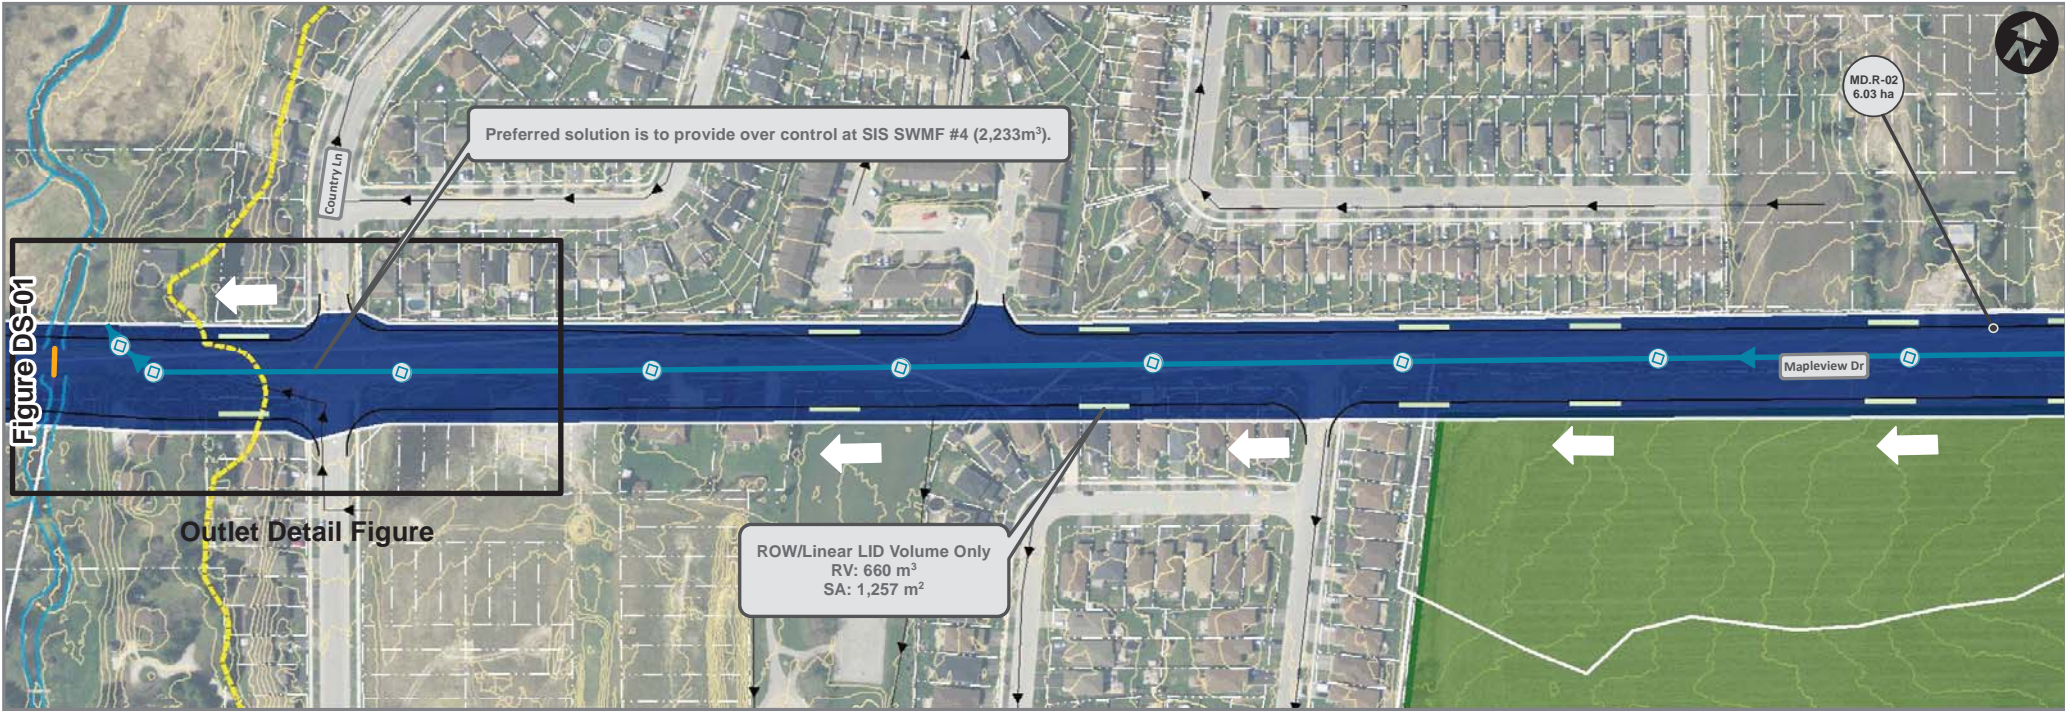 N
MD.R-02
6.03 ha
Preferred solution is to provide over control at SIS SWMF #4 (2,233m³).
Country Ln
Figure DS-01
Mapleview Dr
Outlet Detail Figure
ROW/Linear LID Volume Only
RV: 660 m³
SA: 1,257 m²